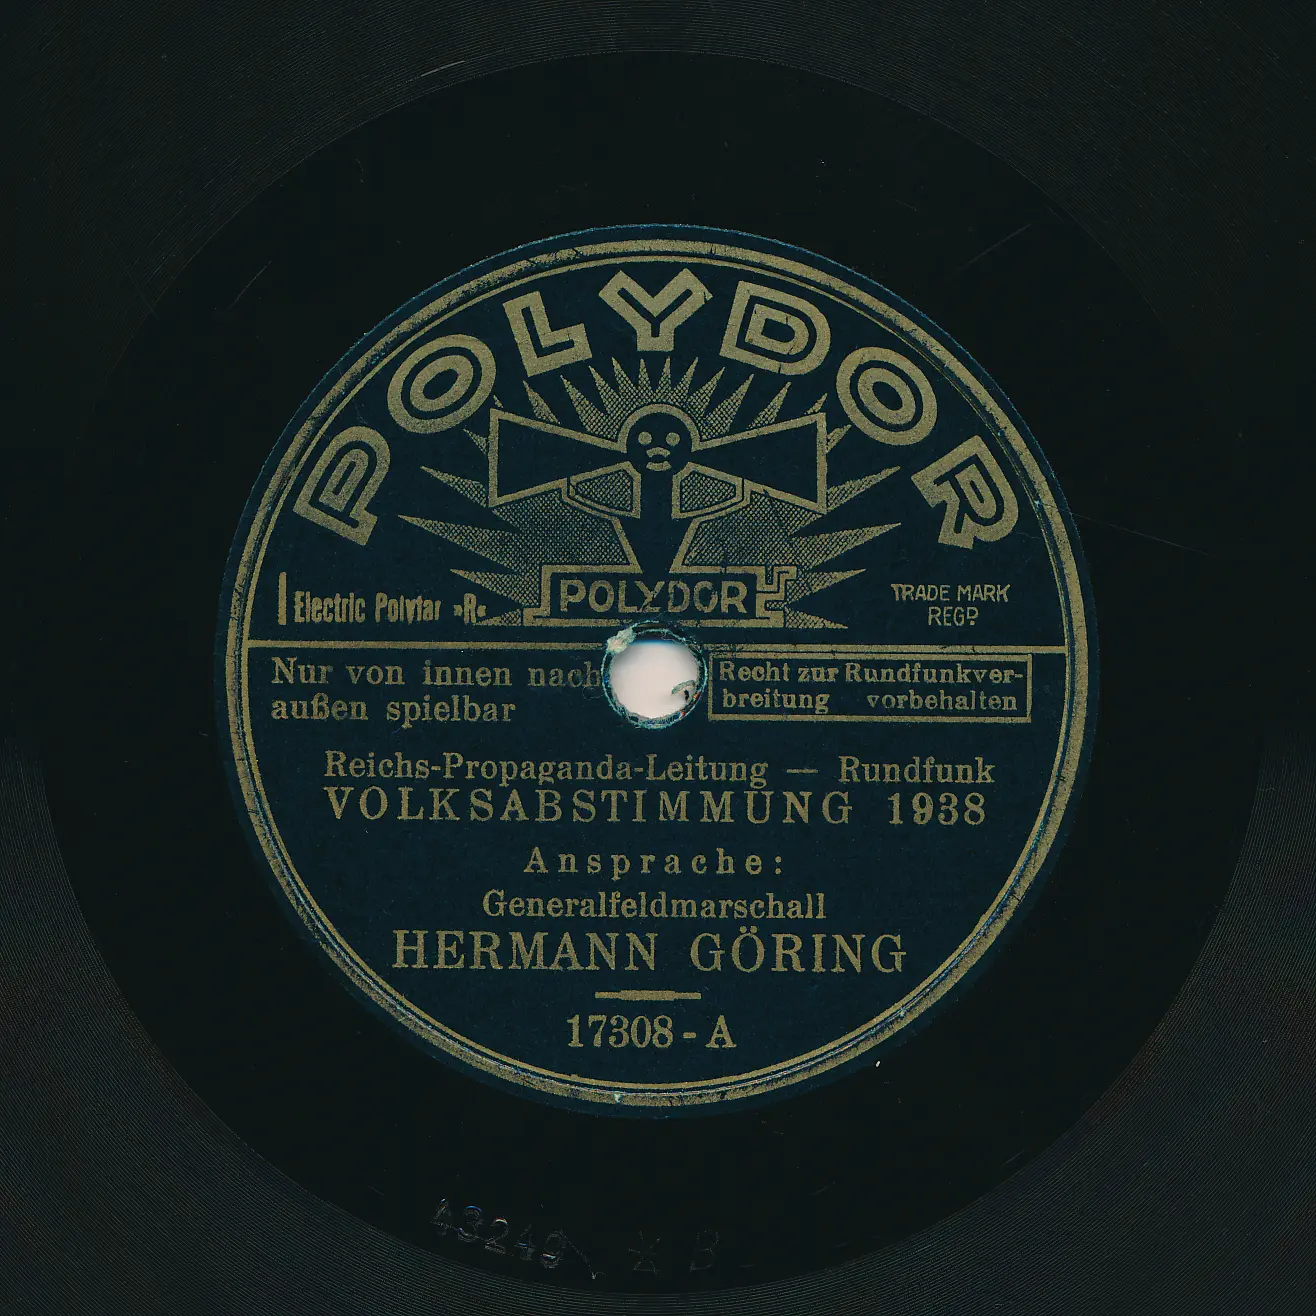 POLYDOR
POLYDOR
Electric Polyfar »R«
TRADE MARK
REGD
Nur von innen nach
außen spielbar
Recht zur Rundfunkver-
breitung vorbehalten
Reichs-Propaganda-Leitung — Rundfunk
VOLKSABSTIMMUNG 1938
Ansprache:
Generalfeldmarschall
HERMANN GÖRING
17308-A
43249